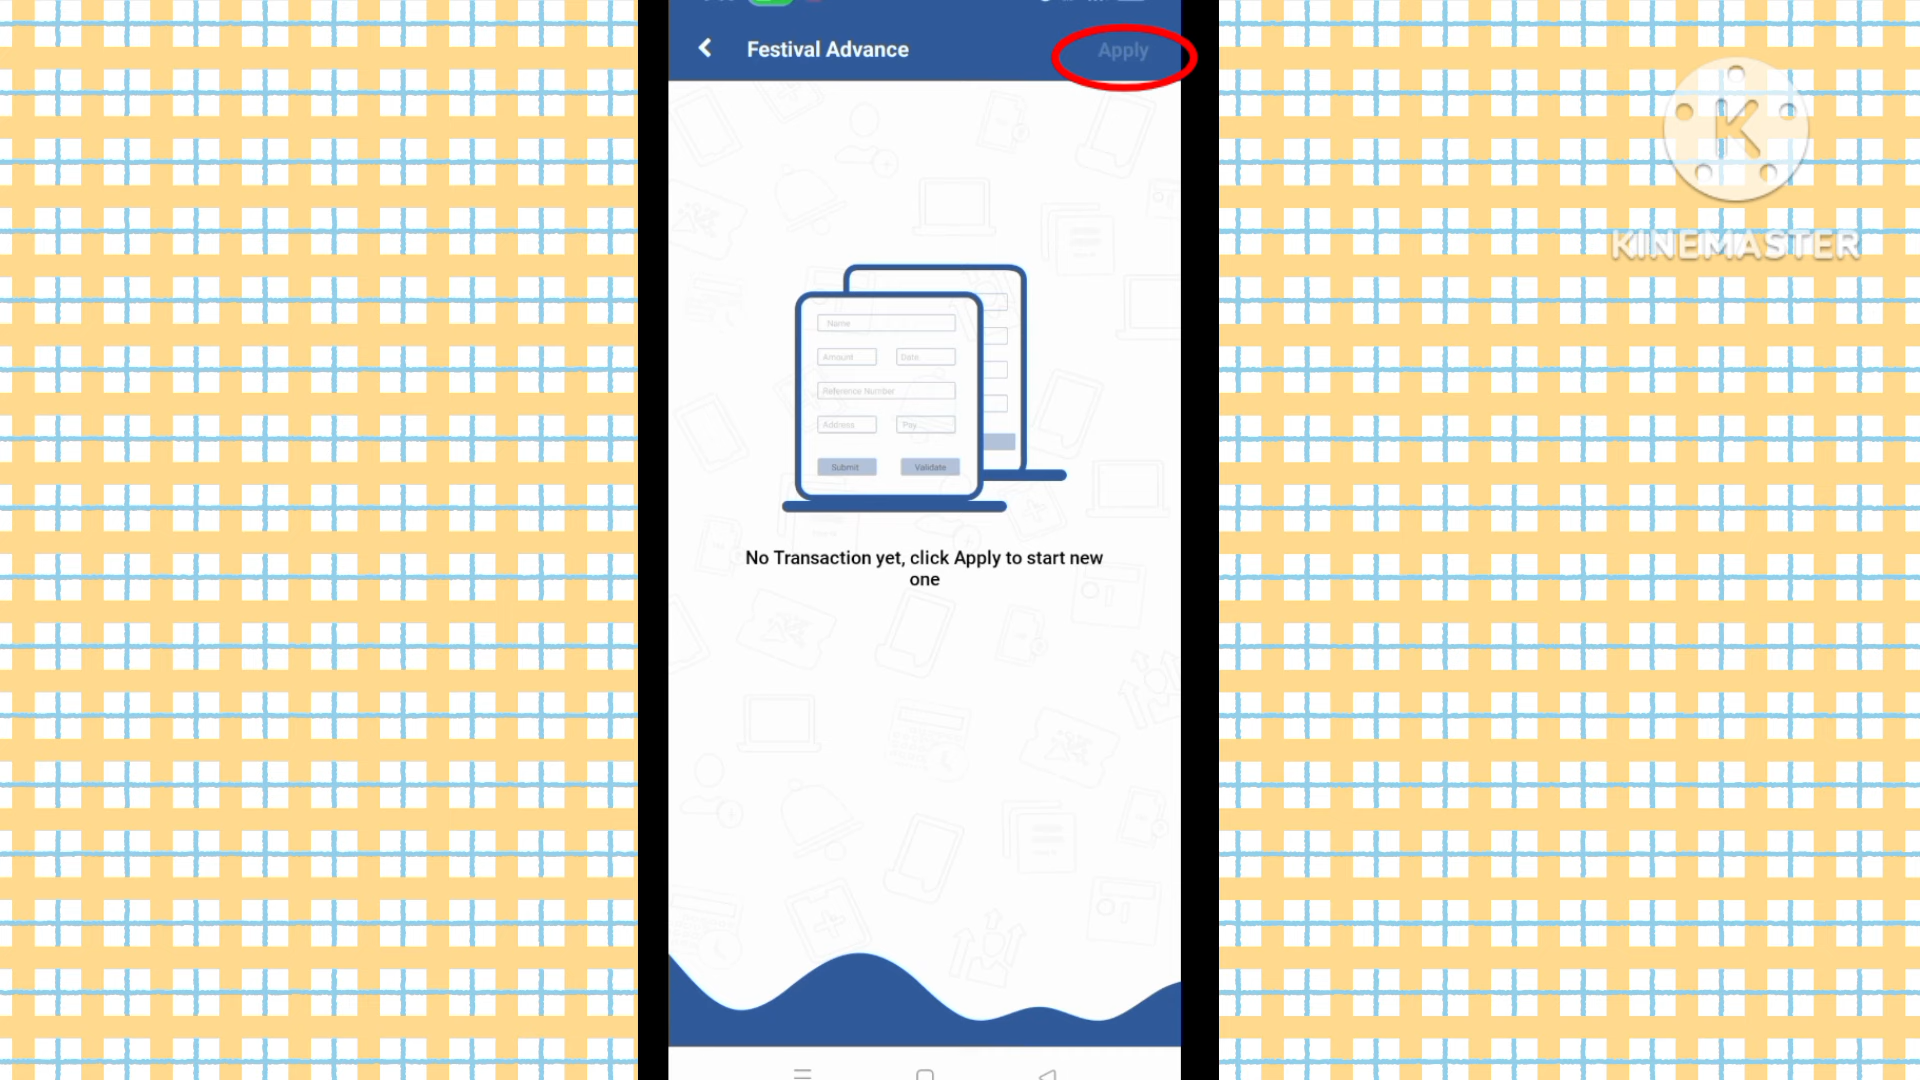 Festival Advance
Apply
KINEMASTER
Name
Amount
Date
Reference Number
Address
Pay
Submit
Validate
No Transaction yet, click Apply to start new
one